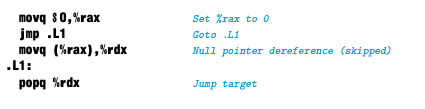 movq $0,%rax Set %rax to 0
jmp .L1 Goto .L1
movq (%rax),%rdx Null pointer dereference (skipped)
.L1:
popq %rdx Jump target